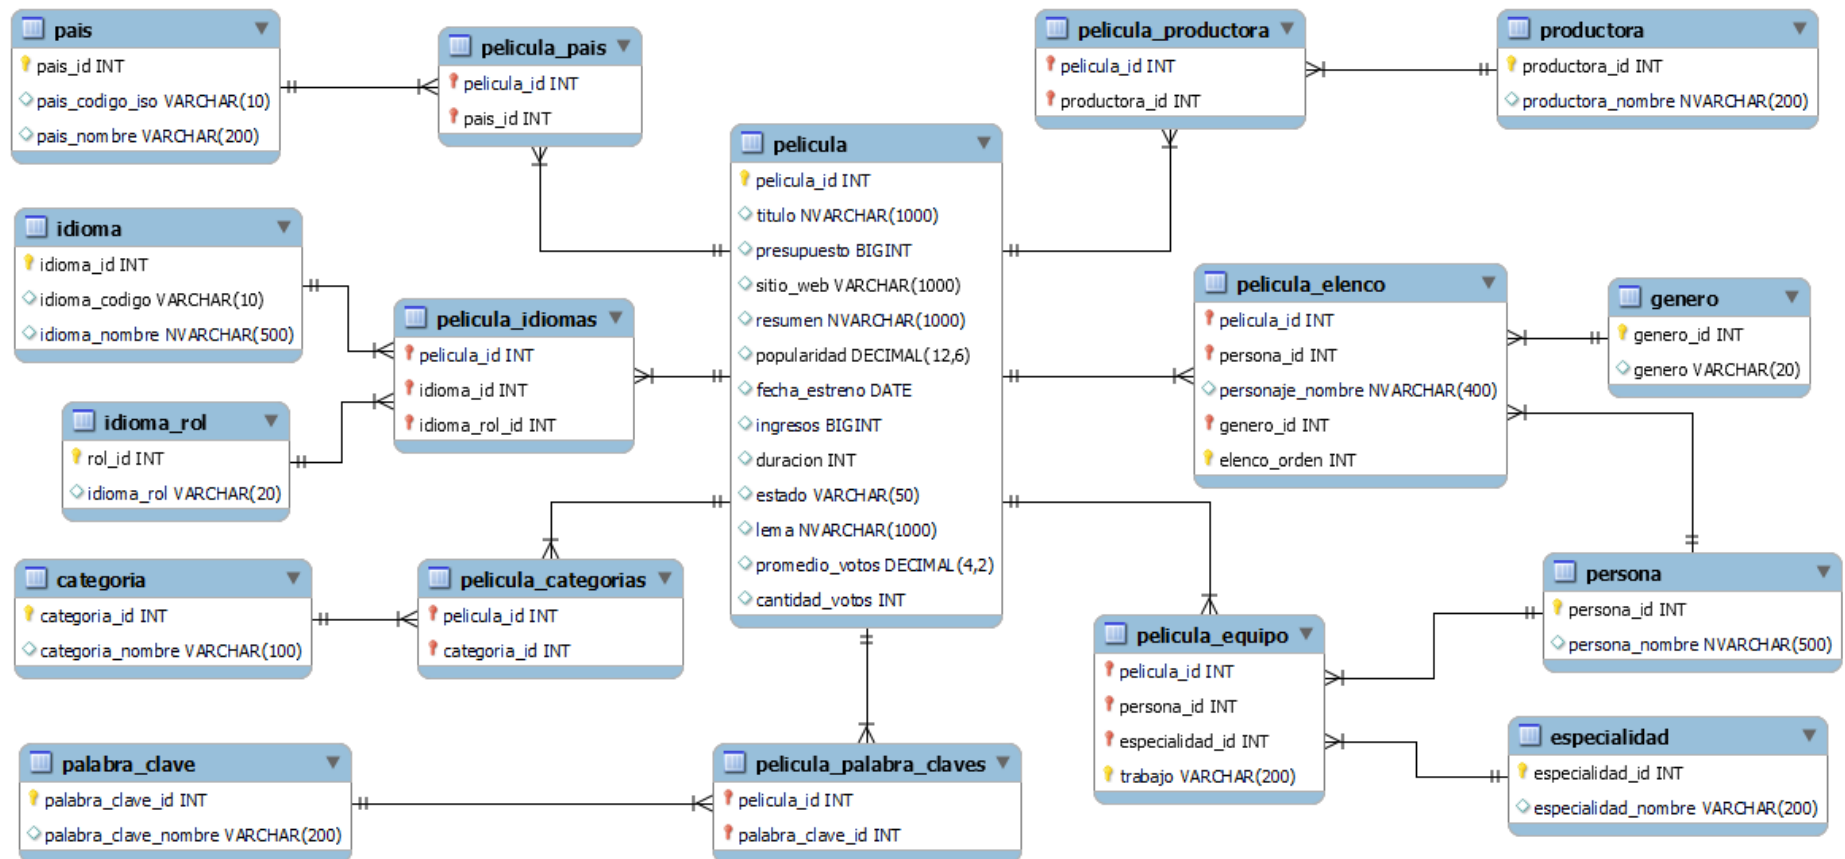 pais
pais_id INT
pais_codigo_iso VARCHAR(10)
pais_nombre VARCHAR(200)
pelicula_pais
pelicula_id INT
pais_id INT
pelicula_productora
pelicula_id INT
productora_id INT
productora
productora_id INT
productora_nombre NVARCHAR(200)
pelicula
pelicula_id INT
titulo NVARCHAR(1000)
presupuesto BIGINT
sitio_web VARCHAR(1000)
resumen NVARCHAR(1000)
popularidad DECIMAL(12,6)
fecha_estreno DATE
ingresos BIGINT
duracion INT
estado VARCHAR(50)
lema NVARCHAR(1000)
promedio_votos DECIMAL(4,2)
cantidad_votos INT
idioma
idioma_id INT
idioma_codigo VARCHAR(10)
idioma_nombre NVARCHAR(500)
pelicula_idiomas
pelicula_id INT
idioma_id INT
idioma_rol_id INT
idioma_rol
rol_id INT
idioma_rol VARCHAR(20)
pelicula_elenco
pelicula_id INT
persona_id INT
personaje_nombre NVARCHAR(400)
genero_id INT
elenco_orden INT
genero
genero_id INT
genero VARCHAR(20)
categoria
categoria_id INT
categoria_nombre VARCHAR(100)
pelicula_categorias
pelicula_id INT
categoria_id INT
persona
persona_id INT
persona_nombre NVARCHAR(500)
pelicula_equipo
pelicula_id INT
persona_id INT
especialidad_id INT
trabajo VARCHAR(200)
especialidad
especialidad_id INT
especialidad_nombre VARCHAR(200)
palabra_clave
palabra_clave_id INT
palabra_clave_nombre VARCHAR(200)
pelicula_palabra_claves
pelicula_id INT
palabra_clave_id INT